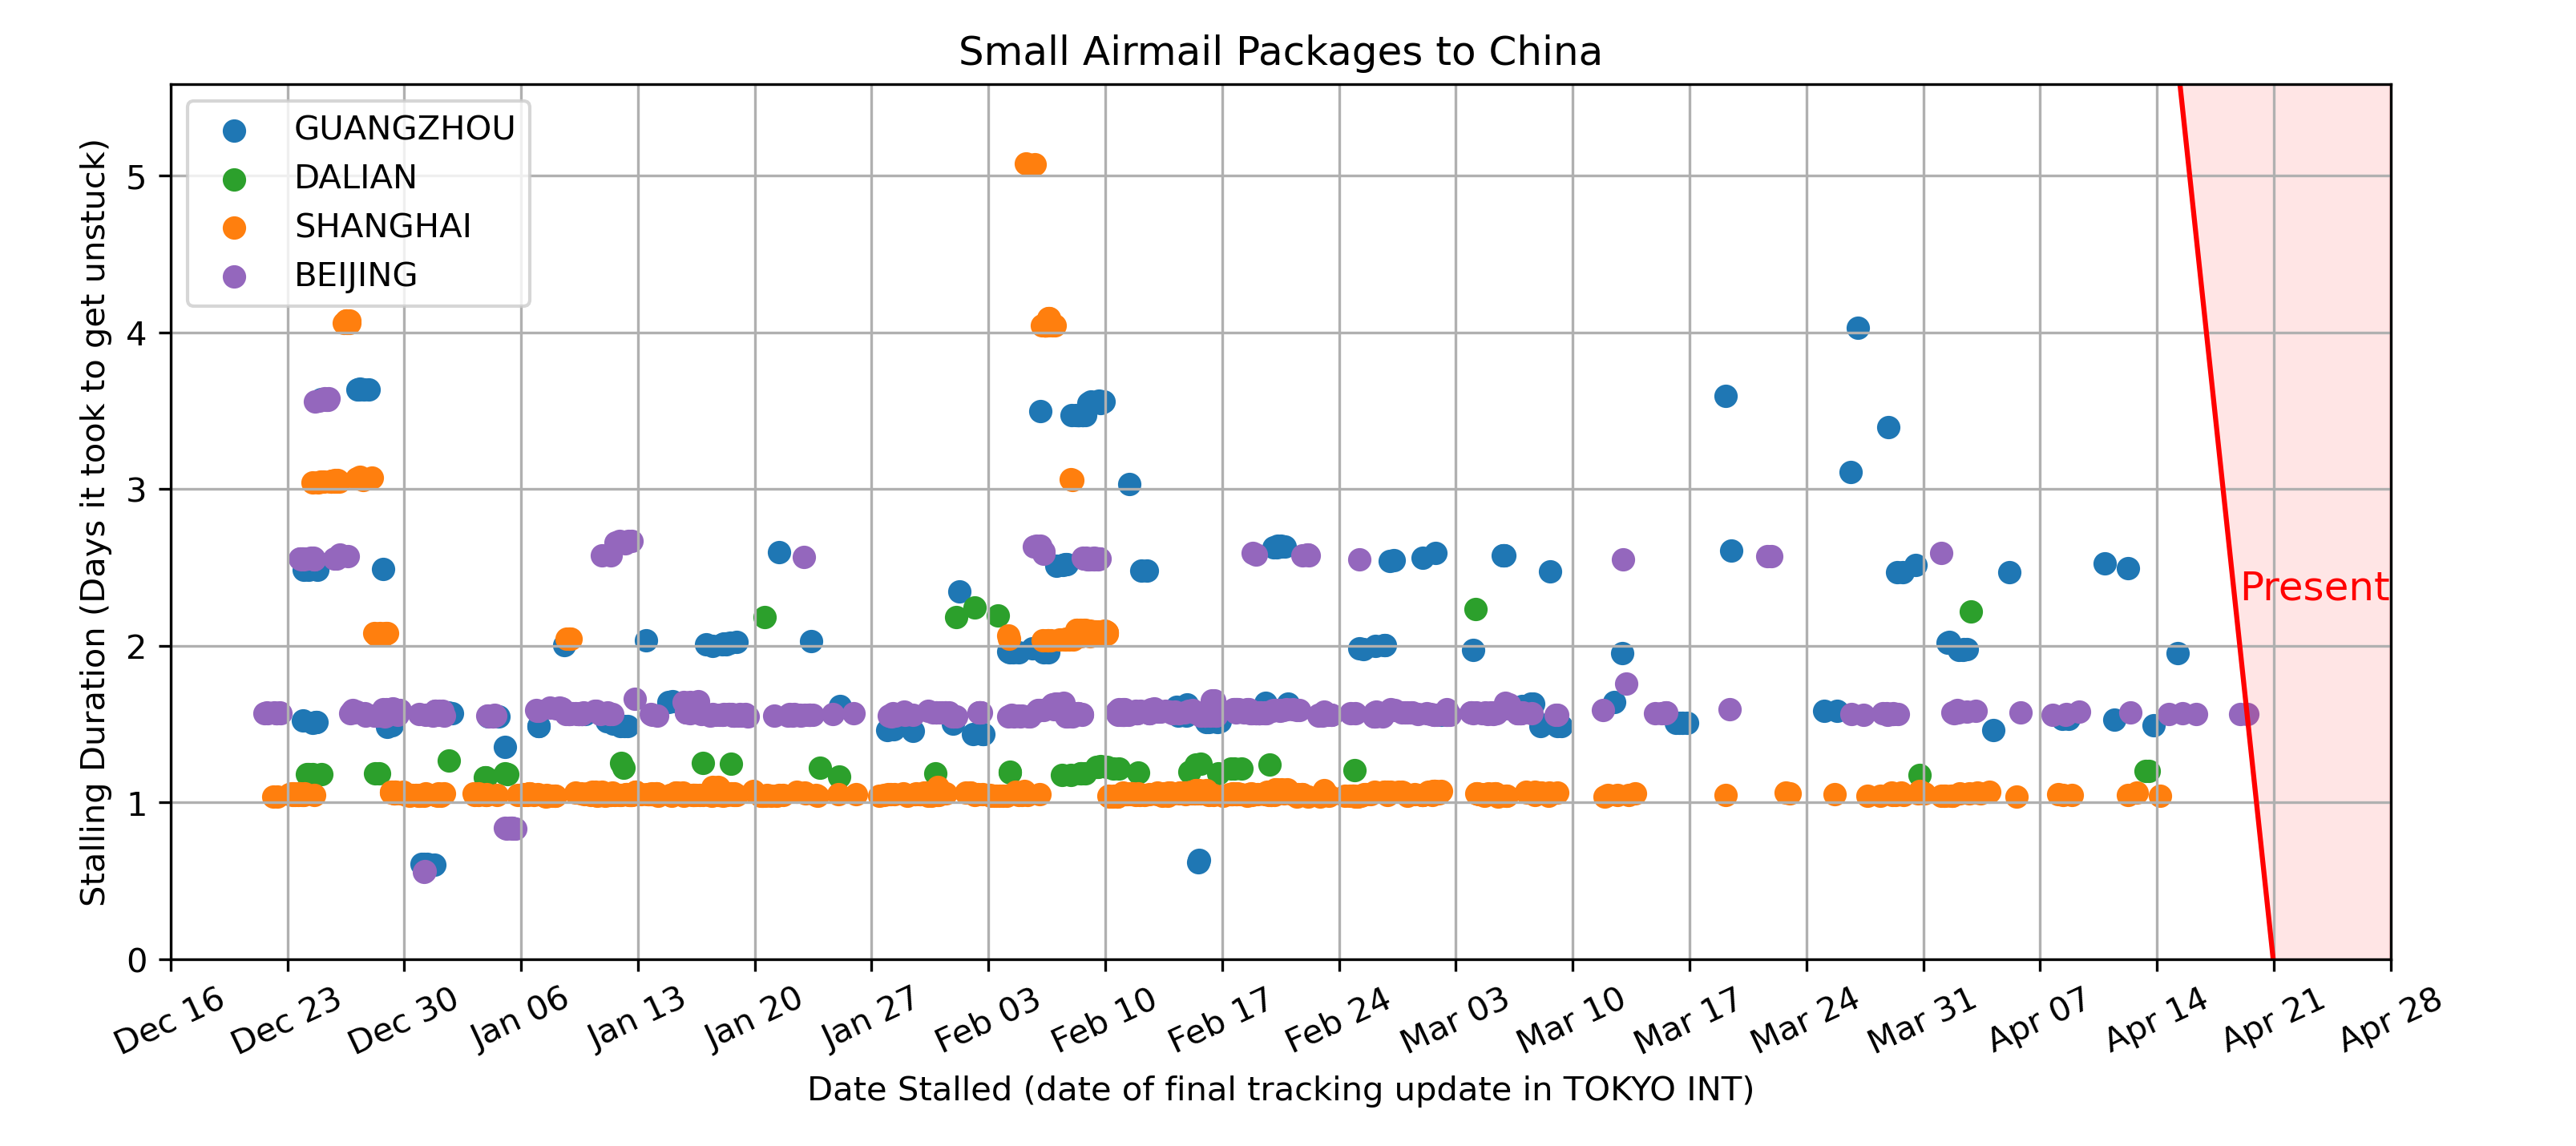 Small Airmail Packages to China
GUANGZHOU
DALIAN
SHANGHAI
BEIJING
Stalling Duration (Days it took to get unstuck)
5
4
3
2
1
0
Present
Dec 16
Dec 23
Dec 30
Jan 06
Jan 13
Jan 20
Jan 27
Feb 03
Feb 10
Feb 17
Feb 24
Mar 03
Mar 10
Mar 17
Mar 24
Mar 31
Apr 07
Apr 14
Apr 21
Apr 28
Date Stalled (date of final tracking update in TOKYO INT)